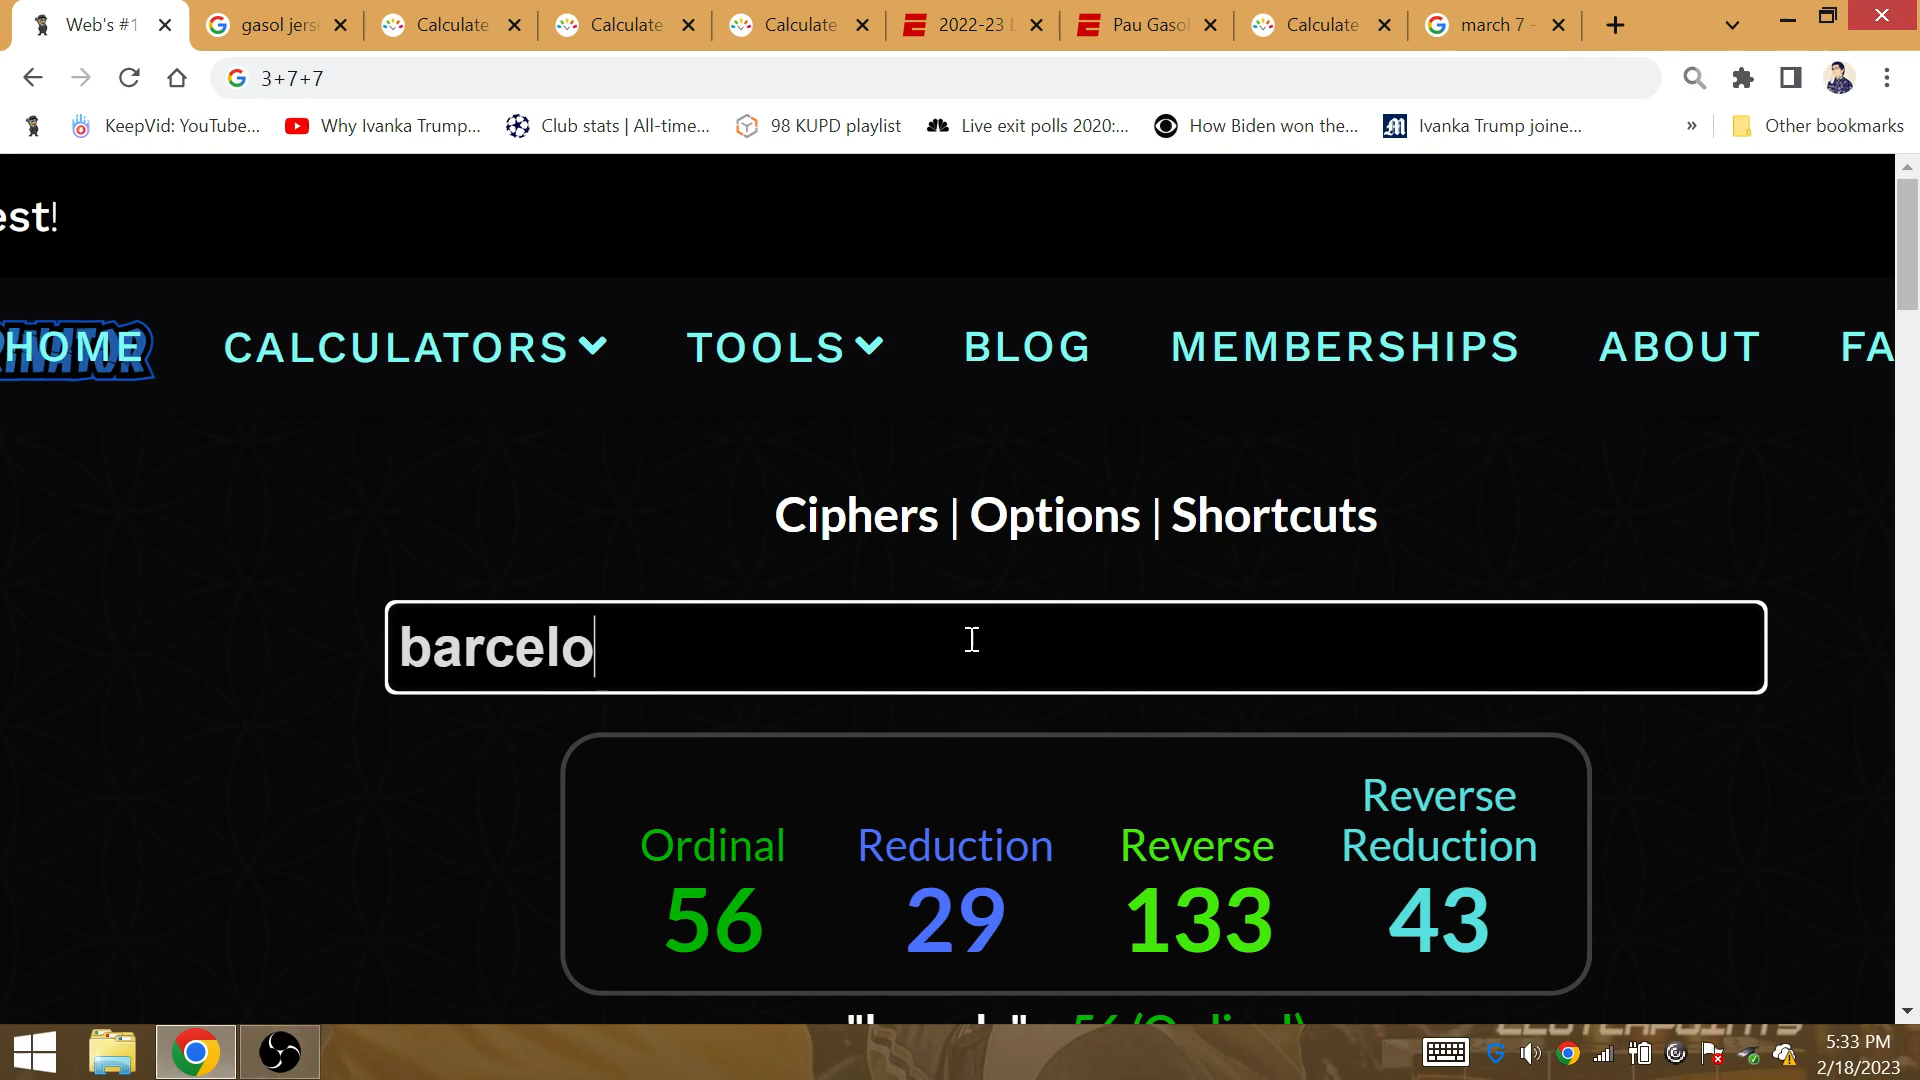 Web's #1 gasol jers Calculate Calculate Calculate 2022-23 L Pau Gasol Calculate march 7 -
3+7+7
KeepVid: YouTube... Why Ivanka Trump... Club stats | All-time... 98 KUPD playlist Live exit polls 2020:... How Biden won the... Ivanka Trump joine... » Other bookmarks
est!
HOME CALCULATORS TOOLS BLOG MEMBERSHIPS ABOUT FA
Ciphers | Options | Shortcuts
barcelo
Ordinal Reduction Reverse Reverse Reduction
56 29 133 43
5:33 PM
2/18/2023